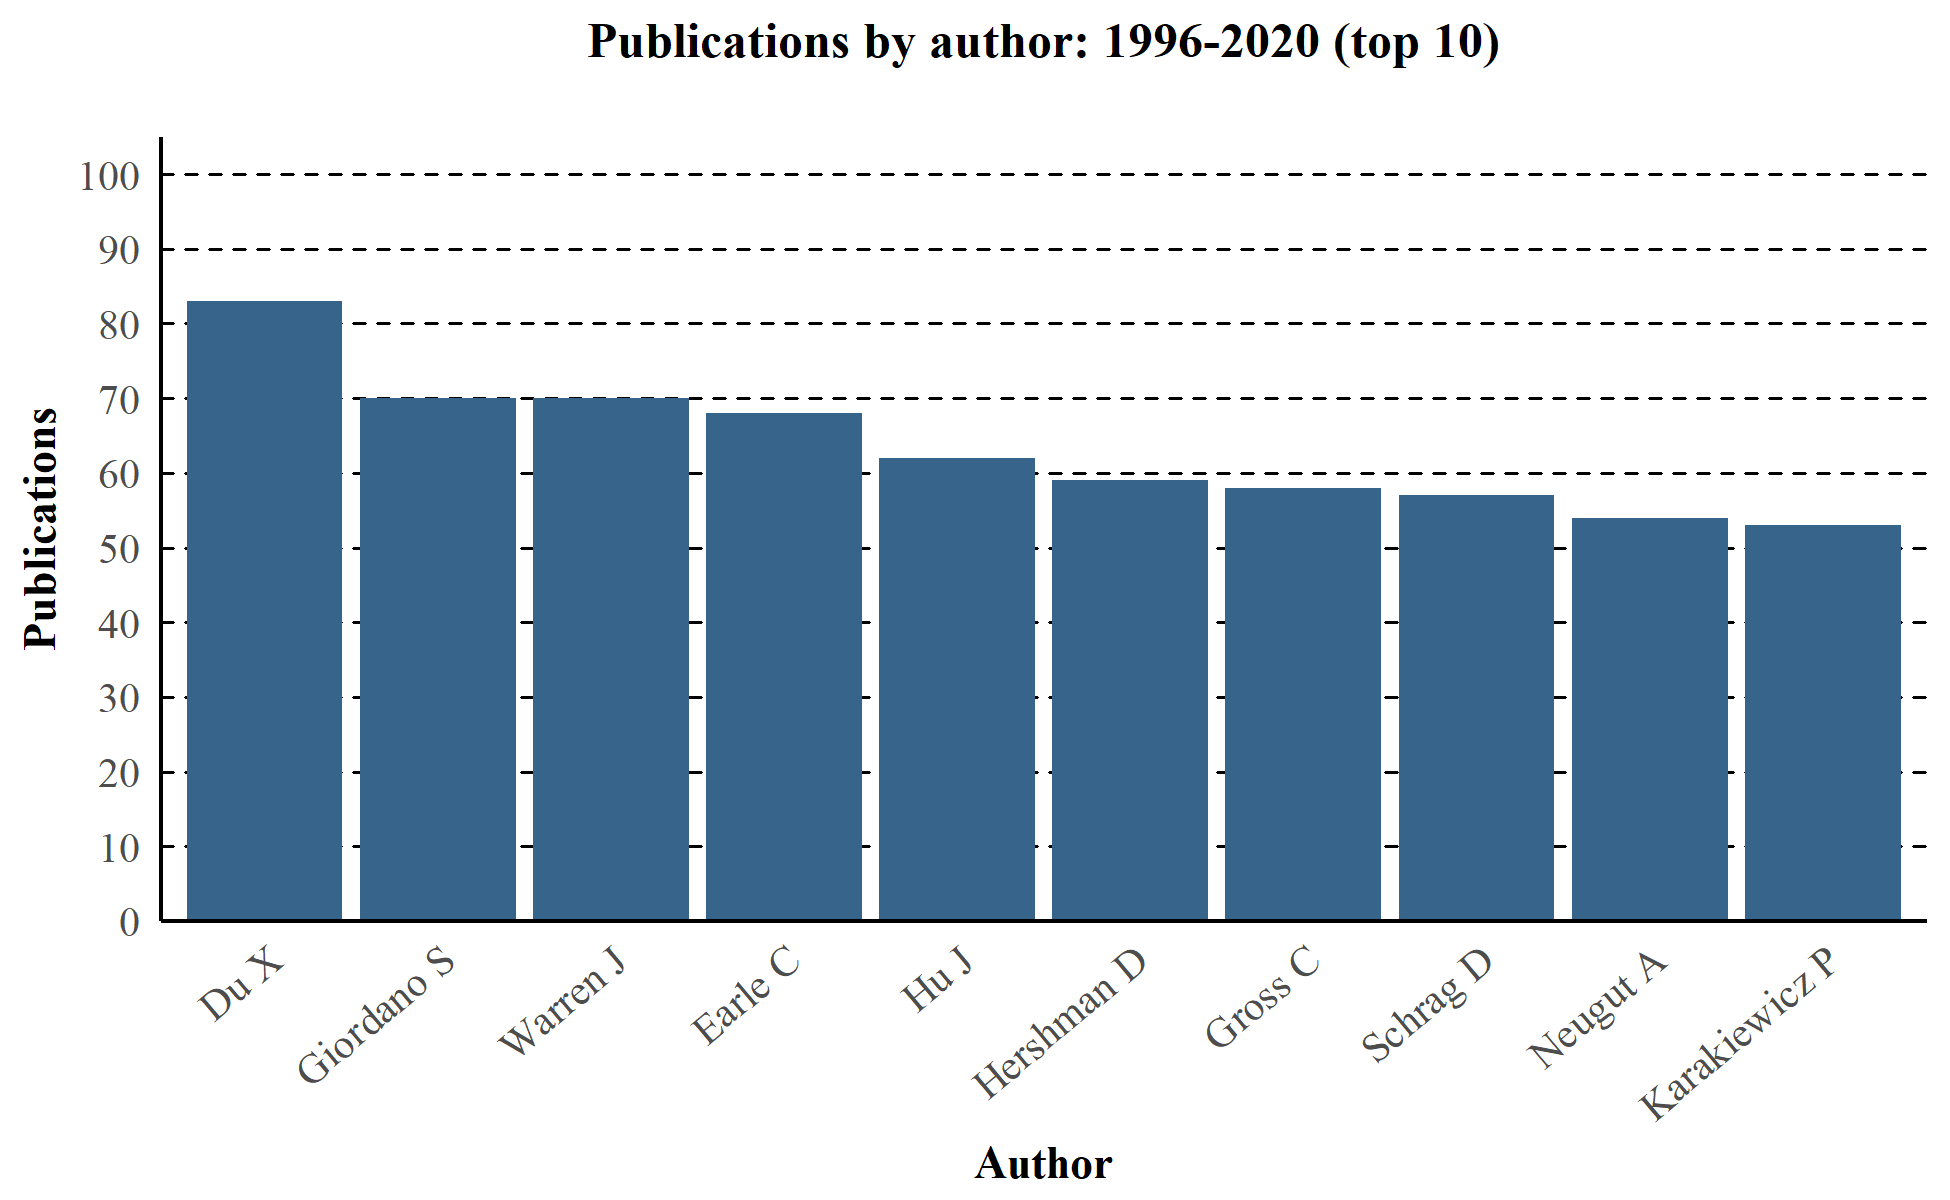 Publications by author: 1996-2020 (top 10)
100
90
80
70
60
50
40
30
20
10
0
Publications
Du X
Giordano S
Warren J
Earle C
Hu J
Hershman D
Gross C
Schrag D
Neugut A
Karakiewicz P
Author